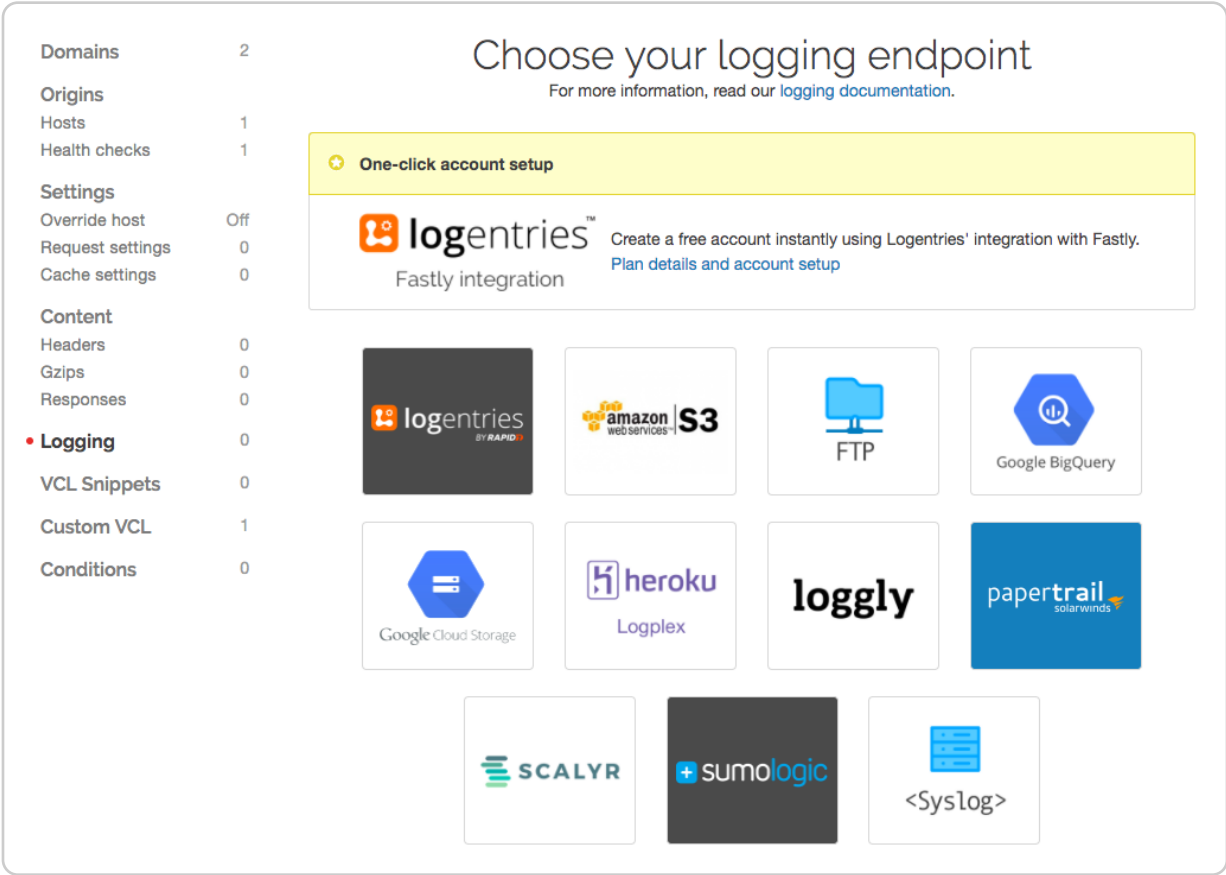 Domains 2
Origins
Hosts 1
Health checks 1
Settings
Override host Off
Request settings 0
Cache settings 0
Content
Headers 0
Gzips 0
Responses 0
Logging 0
VCL Snippets 0
Custom VCL 1
Conditions 0
Choose your logging endpoint
For more information, read our logging documentation.
One-click account setup
logentries™
Fastly integration
Create a free account instantly using Logentries' integration with Fastly.
Plan details and account setup
logentries
BY RAPID7
amazon
web services™
S3
FTP
Google BigQuery
Google Cloud Storage
heroku
Logplex
loggly
papertrail
solarwinds
SCALYR
sumologic
<Syslog>